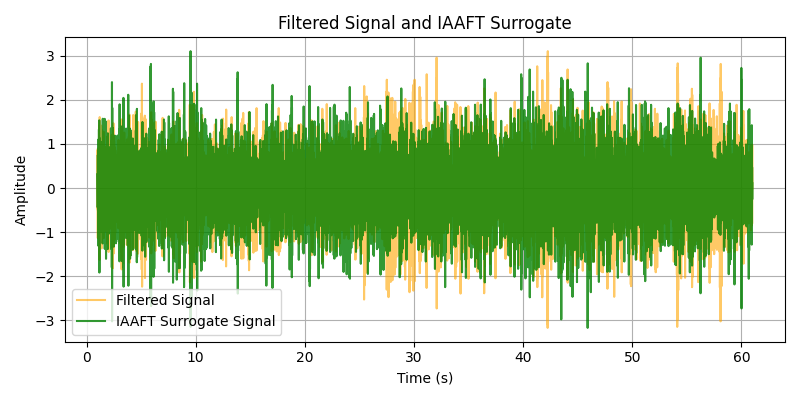 Filtered Signal and IAAFT Surrogate
Amplitude
3
2
1
0
−1
−2
−3
Filtered Signal
IAAFT Surrogate Signal
0
10
20
30
40
50
60
Time (s)